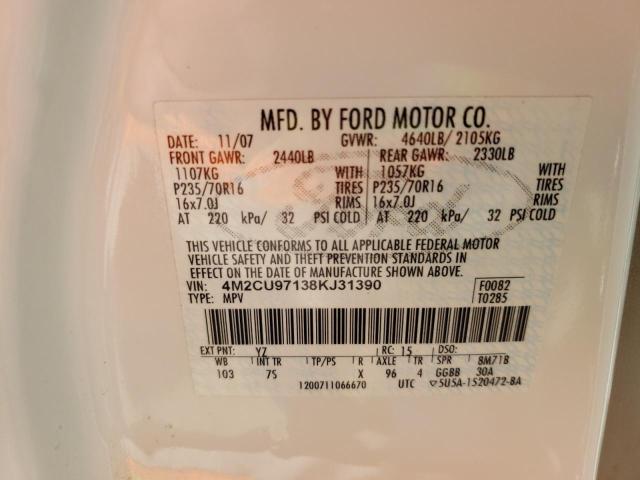 MFD. BY FORD MOTOR CO.
DATE: 11/07 GVWR: 4640LB/ 2105KG
FRONT GAWR: 2440LB REAR GAWR: 2330LB
1107KG WITH 1057KG WITH
P235/70R16 TIRES P235/70R16 TIRES
16x7.0J RIMS 16x7.0J RIMS
AT 220 kPa/ 32 PSI COLD AT 220 kPa/ 32 PSI COLD
THIS VEHICLE CONFORMS TO ALL APPLICABLE FEDERAL MOTOR
VEHICLE SAFETY AND THEFT PREVENTION STANDARDS IN
EFFECT ON THE DATE OF MANUFACTURE SHOWN ABOVE.
VIN: 4M2CU97138KJ31390 F0082
TYPE: MPV T0285
EXT PNT: YZ RC: 15 DSO:
WB INT TR TP/PS R AXLE TR SPR 8M71B
103 7S X 96 4 GGBB 30A
1200711066670 UTC ▽5U5A-1520472-BA